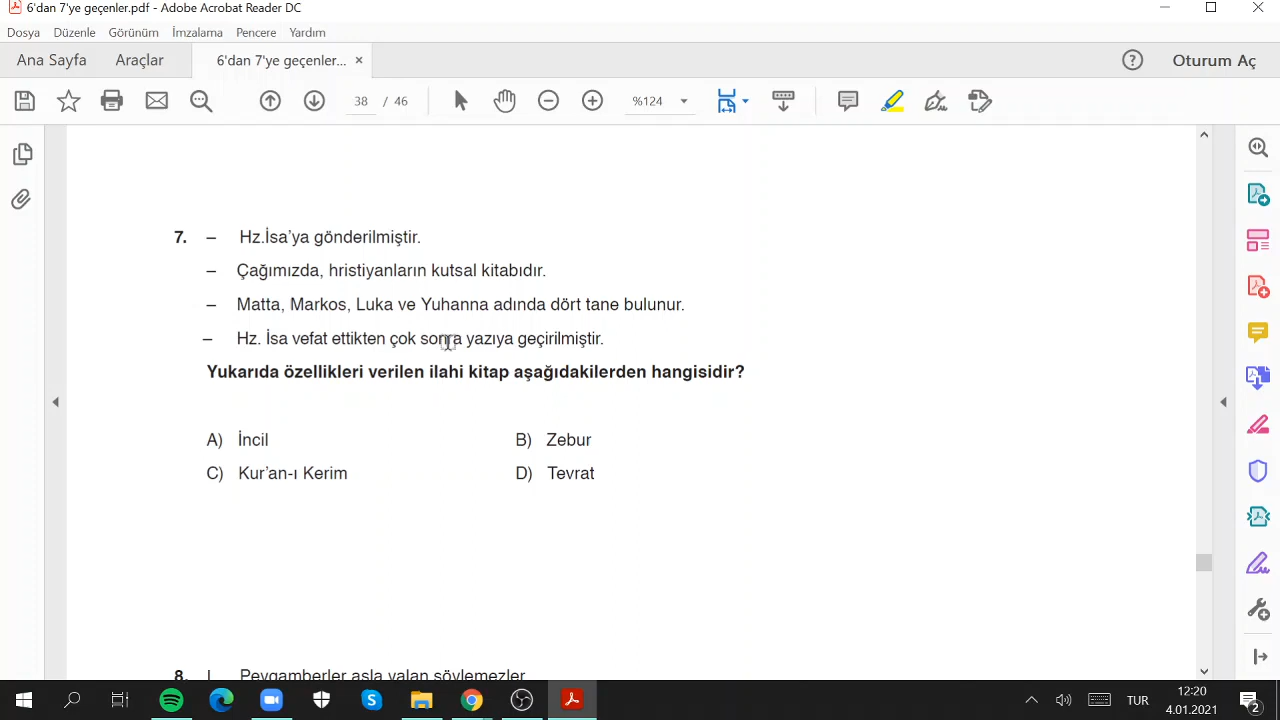 6'dan 7'ye geçenler.pdf - Adobe Acrobat Reader DC
Dosya Düzenle Görünüm İmzalama Pencere Yardım
Ana Sayfa Araçlar 6'dan 7'ye geçenler... × ? Oturum Aç
38 / 46 %124
7. – Hz.İsa’ya gönderilmiştir.
– Çağımızda, hristiyanların kutsal kitabıdır.
– Matta, Markos, Luka ve Yuhanna adında dört tane bulunur.
– Hz. İsa vefat ettikten çok sonra yazıya geçirilmiştir.
Yukarıda özellikleri verilen ilahi kitap aşağıdakilerden hangisidir?
A) İncil B) Zebur
C) Kur’an-ı Kerim D) Tevrat
8. I. Peygamberler asla yalan söylemezler.
TUR 12:20
4.01.2021 2